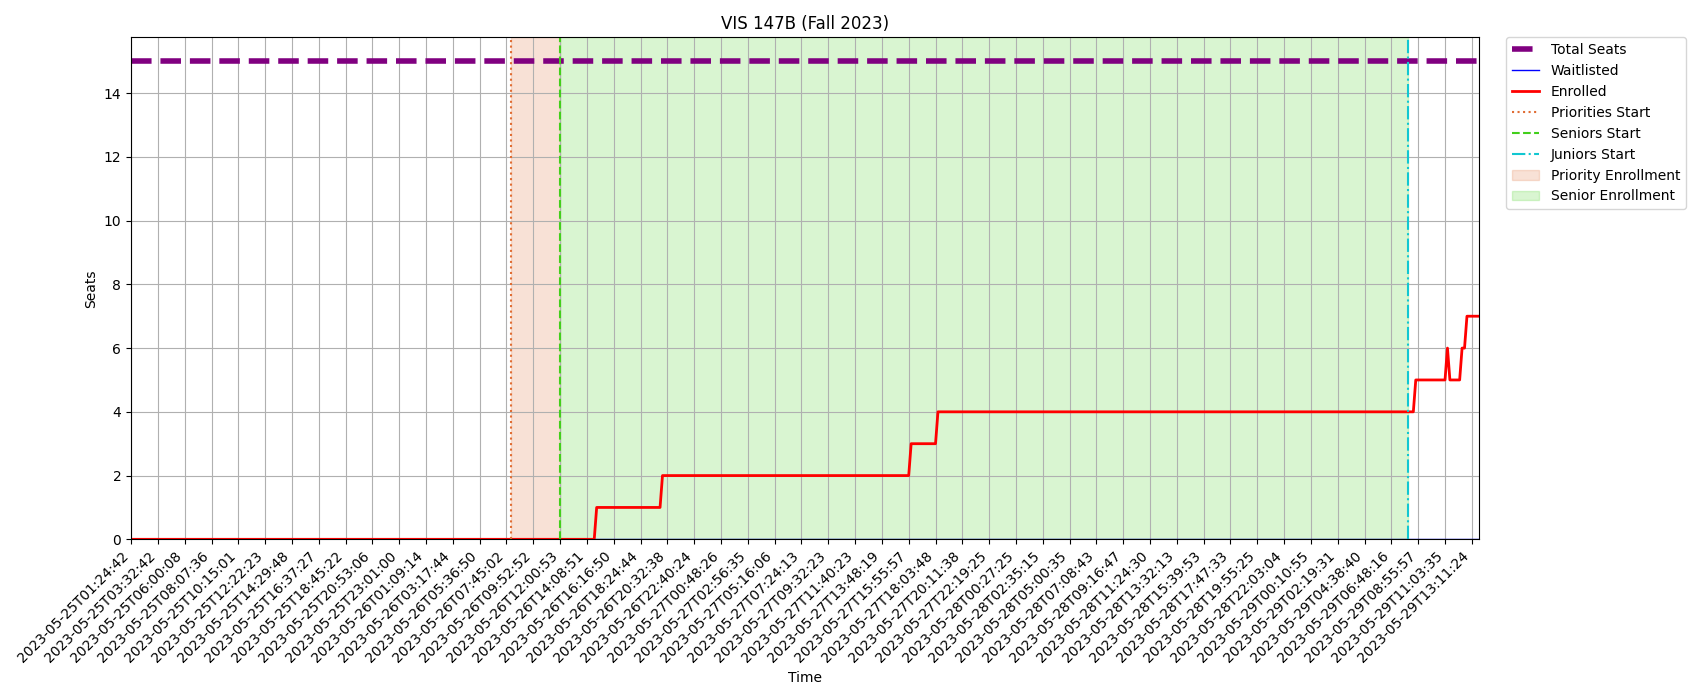 VIS 147B (Fall 2023)
Total Seats
Waitlisted
Enrolled
Priorities Start
Seniors Start
Juniors Start
Priority Enrollment
Senior Enrollment
Seats
14
12
10
8
6
4
2
0
2023-05-25T01:24:42
2023-05-25T03:32:42
2023-05-25T06:00:08
2023-05-25T08:07:36
2023-05-25T10:15:01
2023-05-25T12:22:23
2023-05-25T14:29:48
2023-05-25T16:37:27
2023-05-25T18:45:22
2023-05-25T20:53:06
2023-05-25T23:01:00
2023-05-26T01:09:14
2023-05-26T03:17:44
2023-05-26T05:36:50
2023-05-26T07:45:02
2023-05-26T09:52:52
2023-05-26T12:00:53
2023-05-26T14:08:51
2023-05-26T16:16:50
2023-05-26T18:24:44
2023-05-26T20:32:38
2023-05-26T22:40:24
2023-05-27T00:48:26
2023-05-27T02:56:35
2023-05-27T05:16:06
2023-05-27T07:24:13
2023-05-27T09:32:23
2023-05-27T11:40:23
2023-05-27T13:48:19
2023-05-27T15:55:57
2023-05-27T18:03:48
2023-05-27T20:11:38
2023-05-27T22:19:25
2023-05-28T00:27:25
2023-05-28T02:35:15
2023-05-28T05:00:35
2023-05-28T07:08:43
2023-05-28T09:16:47
2023-05-28T11:24:30
2023-05-28T13:32:13
2023-05-28T15:39:53
2023-05-28T17:47:33
2023-05-28T19:55:25
2023-05-28T22:03:04
2023-05-29T00:10:55
2023-05-29T02:19:31
2023-05-29T04:38:40
2023-05-29T06:48:16
2023-05-29T08:55:57
2023-05-29T11:03:35
2023-05-29T13:11:24
Time